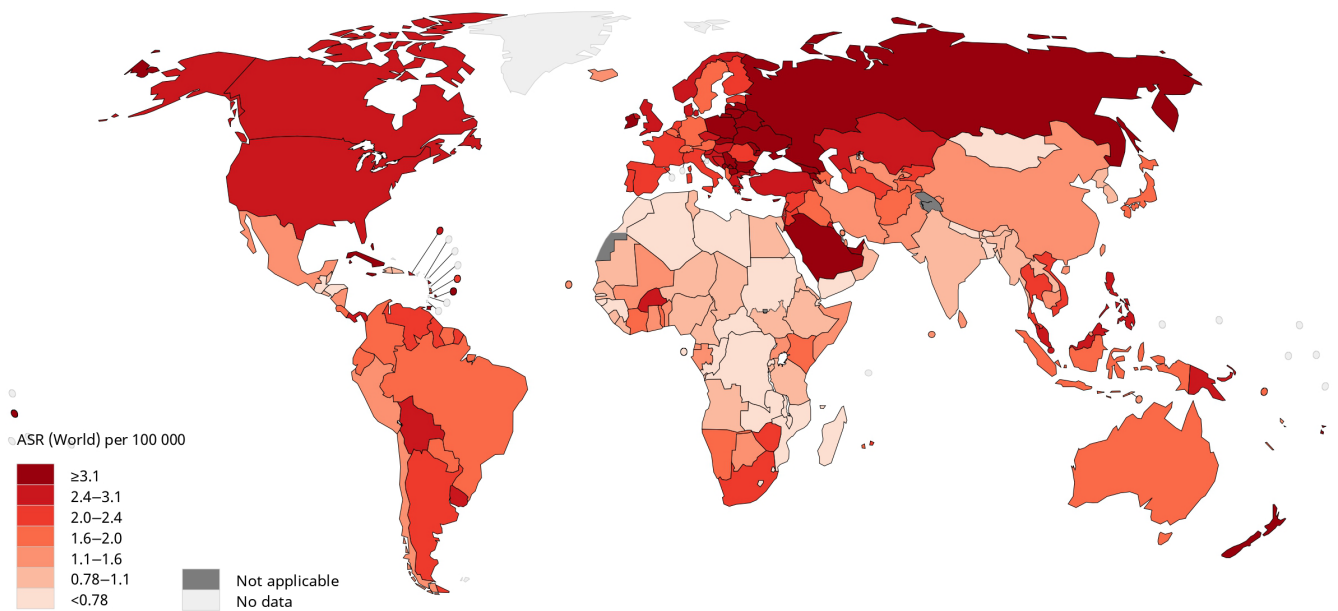 ASR (World) per 100 000
≥3.1
2.4–3.1
2.0–2.4
1.6–2.0
1.1–1.6
0.78–1.1
<0.78
Not applicable
No data